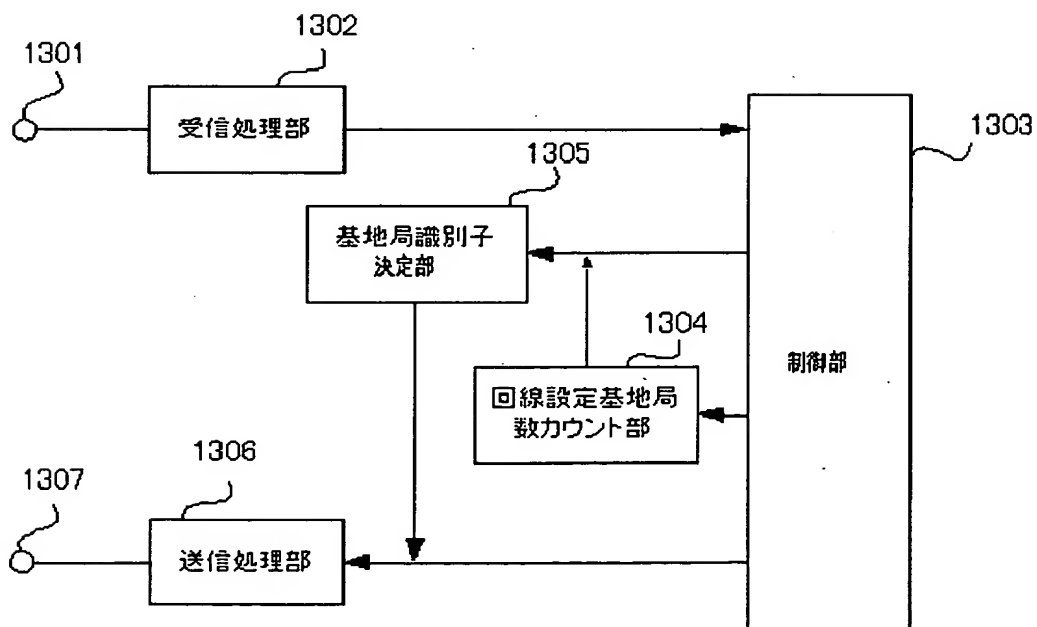 1301
1302
受信処理部
1303
1305
基地局識別子
決定部
1304
回線設定基地局
数カウント部
制御部
1306
1307
送信処理部